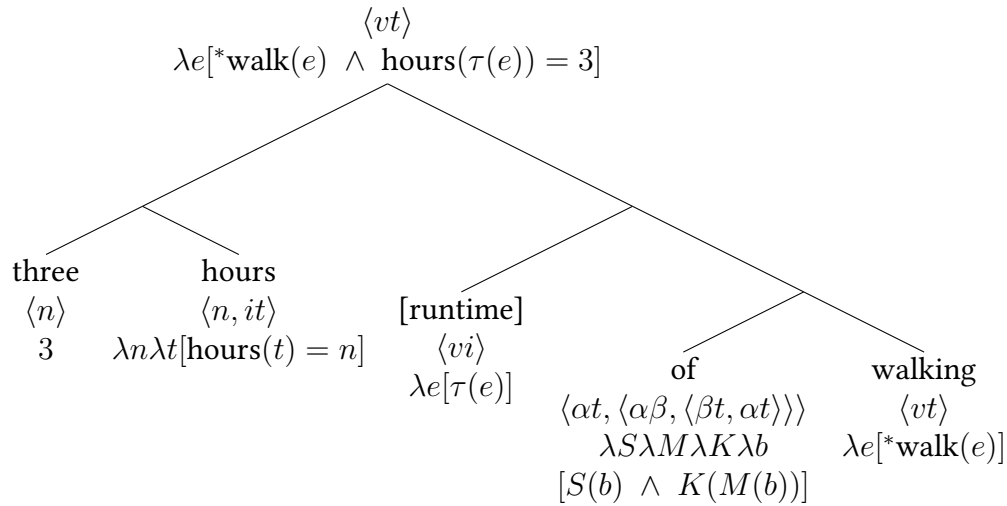 ⟨vt⟩
λe[*walk(e) ∧ hours(τ(e)) = 3]
three
⟨n⟩
3
hours
⟨n, it⟩
λnλt[hours(t) = n]
[runtime]
⟨vi⟩
λe[τ(e)]
of
⟨αt, ⟨αβ, ⟨βt, αt⟩⟩⟩
λSλMλKλb
[S(b) ∧ K(M(b))]
walking
⟨vt⟩
λe[*walk(e)]